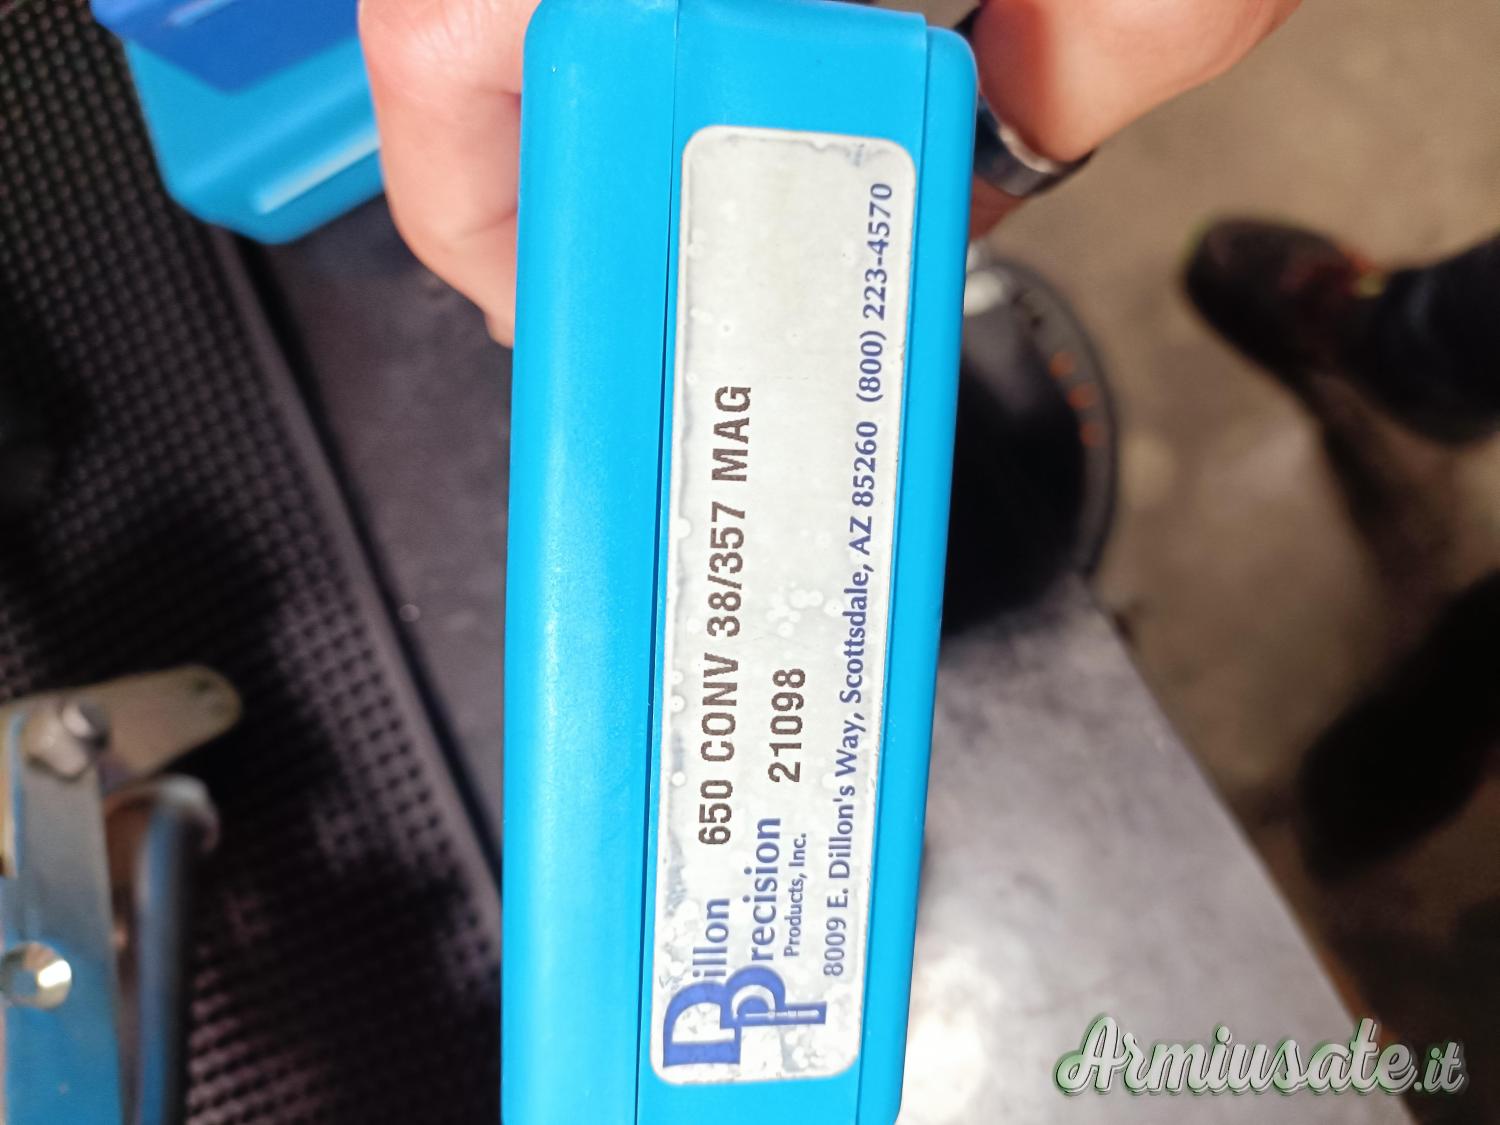 Dillon
Precision
Products, Inc.
650 CONV 38/357 MAG
21098
8009 E. Dillon's Way, Scottsdale, AZ 85260 (800) 223-4570
Armiusate.it